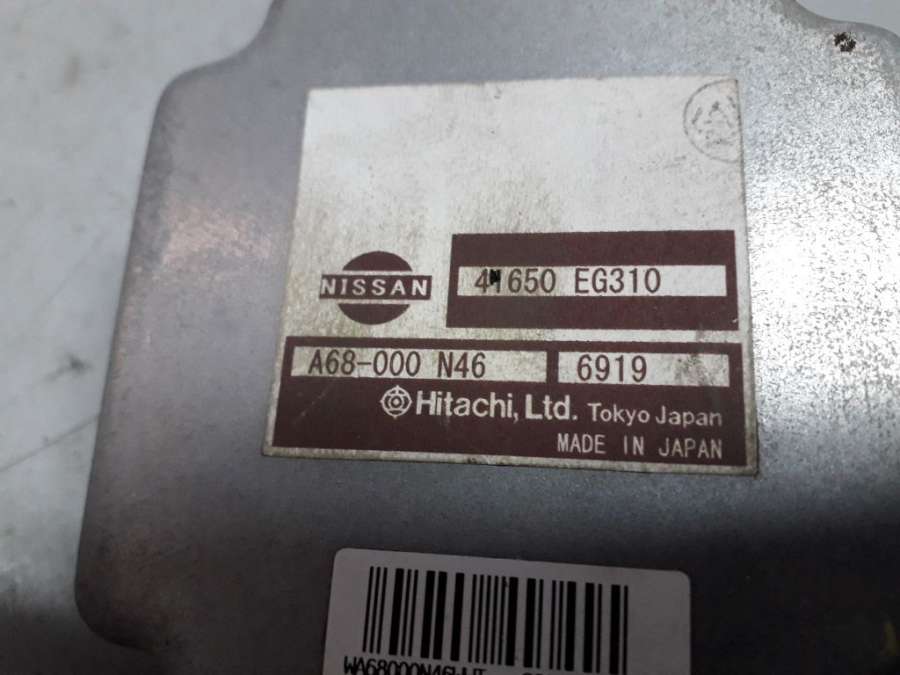 NISSAN
41650 EG310
A68-000 N46 6919
Hitachi, Ltd. Tokyo Japan
MADE IN JAPAN